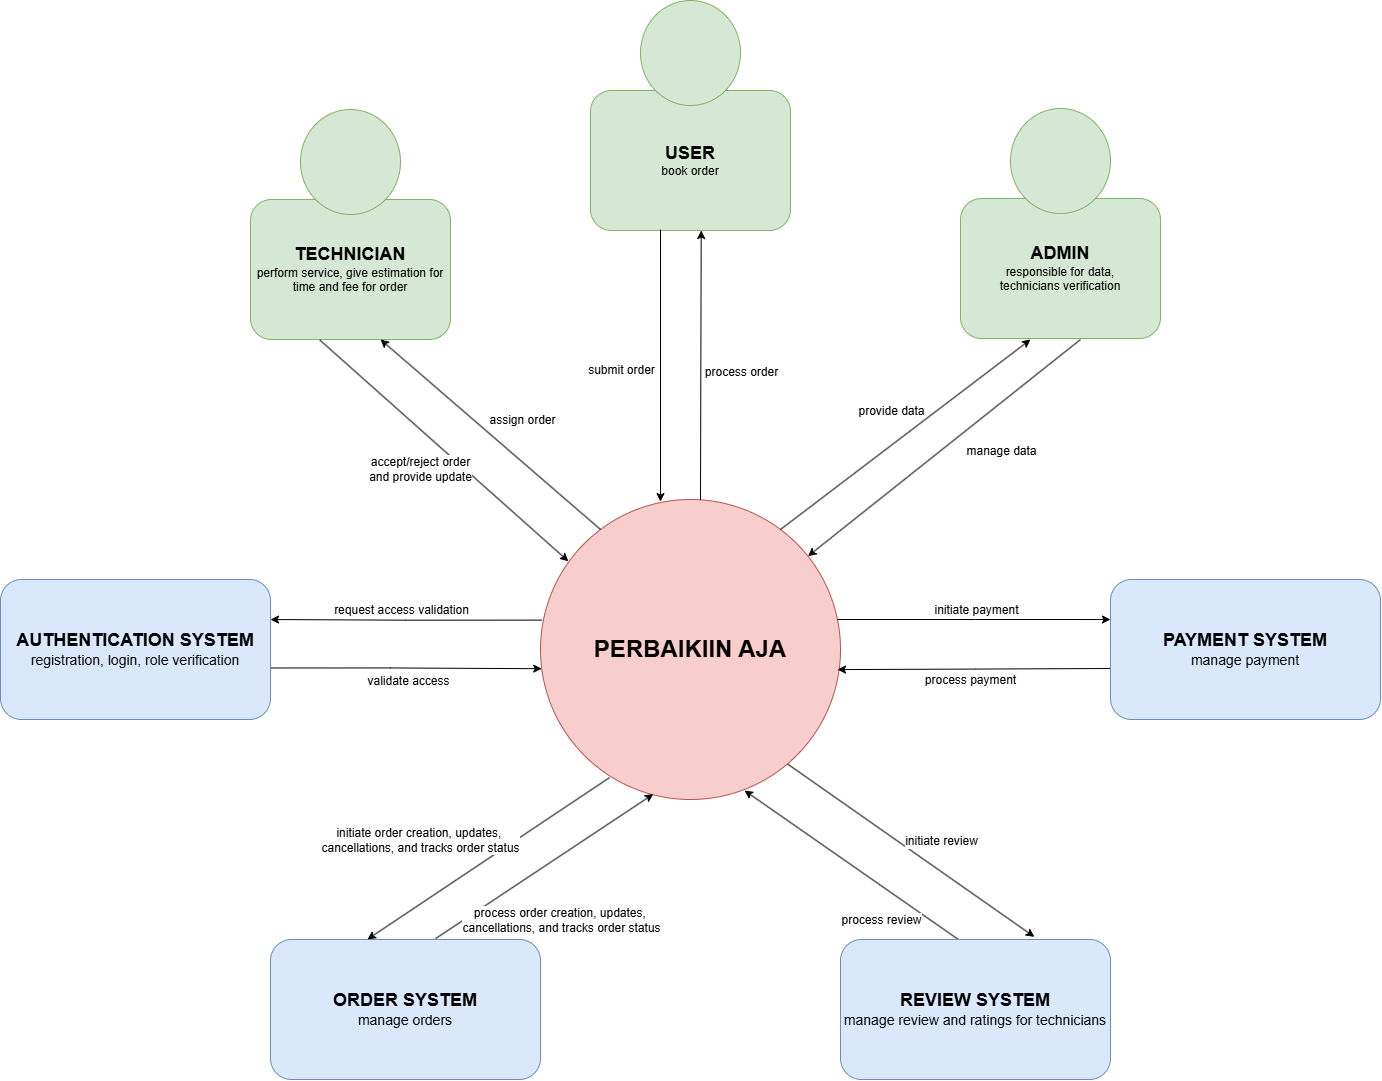 USER
book order
TECHNICIAN
perform service, give estimation for
time and fee for order
ADMIN
responsible for data,
technicians verification
submit order
process order
assign order
accept/reject order
and provide update
provide data
manage data
AUTHENTICATION SYSTEM
registration, login, role verification
request access validation
validate access
PERBAIKIIN AJA
initiate payment
process payment
PAYMENT SYSTEM
manage payment
initiate order creation, updates,
cancellations, and tracks order status
process order creation, updates,
cancellations, and tracks order status
initiate review
process review
ORDER SYSTEM
manage orders
REVIEW SYSTEM
manage review and ratings for technicians